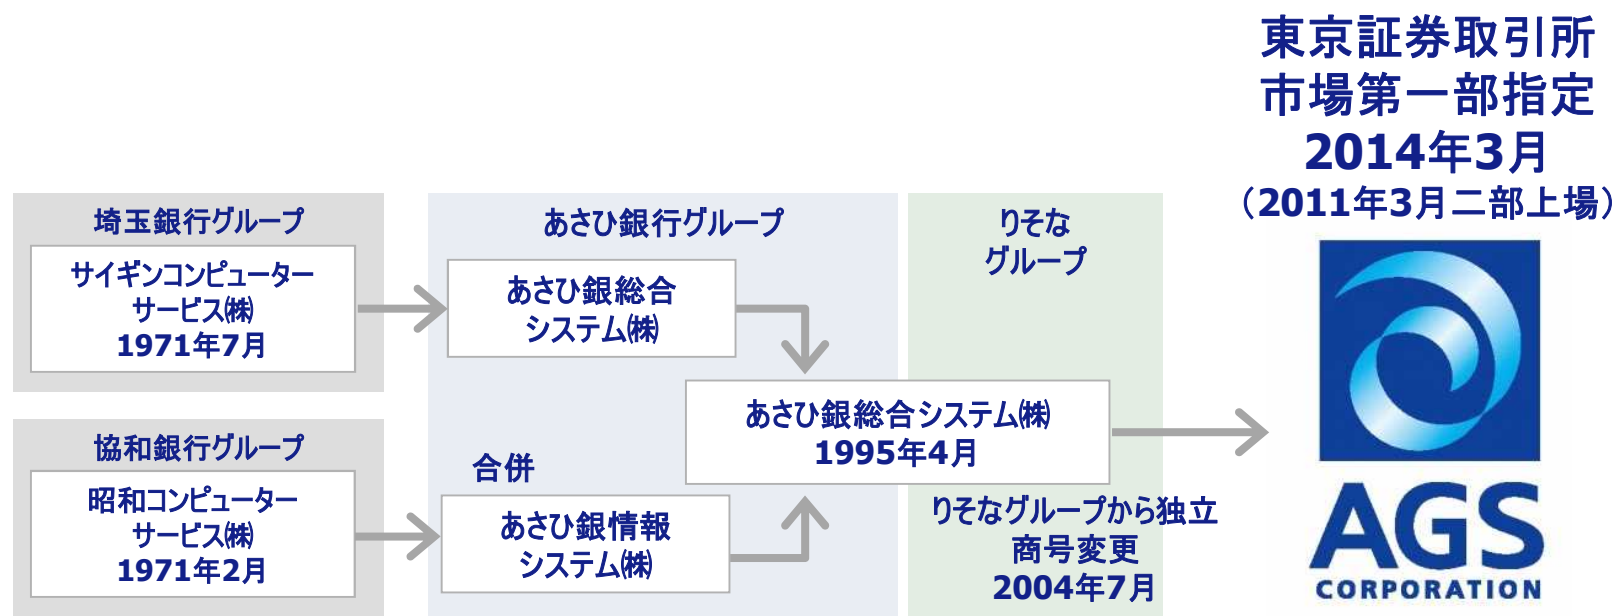 東京証券取引所
市場第一部指定
2014年3月
（2011年3月二部上場）
埼玉銀行グループ
サイギンコンピューター
サービス㈱
1971年7月
協和銀行グループ
昭和コンピューター
サービス㈱
1971年2月
あさひ銀行グループ
あさひ銀総合
システム㈱
合併
あさひ銀情報
システム㈱
りそな
グループ
あさひ銀総合システム㈱
1995年4月
りそなグループから独立
商号変更
2004年7月
AGS
CORPORATION